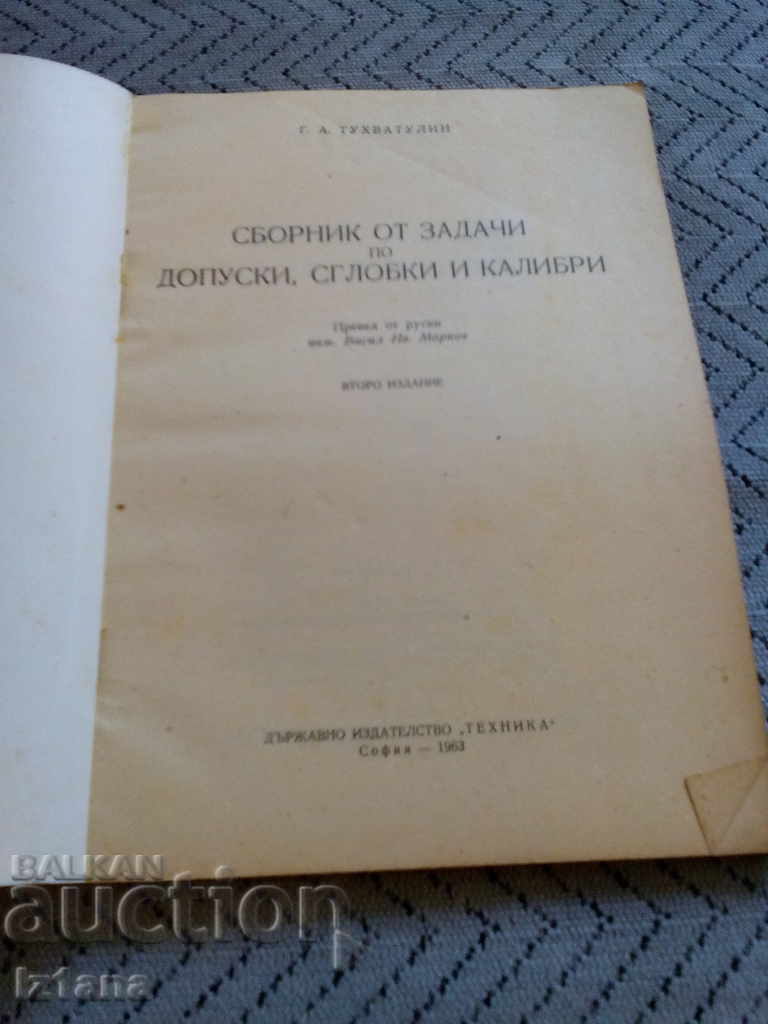 Г. А. ТУХВАТУЛИН
СБОРНИК ОТ ЗАДАЧИ
ПО
ДОПУСКИ, СГЛОБКИ И КАЛИБРИ
Превел от руски
инж. Васил Ив. Марков
ВТОРО ИЗДАНИЕ
ДЪРЖАВНО ИЗДАТЕЛСТВО „ТЕХНИКА“
София — 1963
BALKAN
auction
Iz1ana